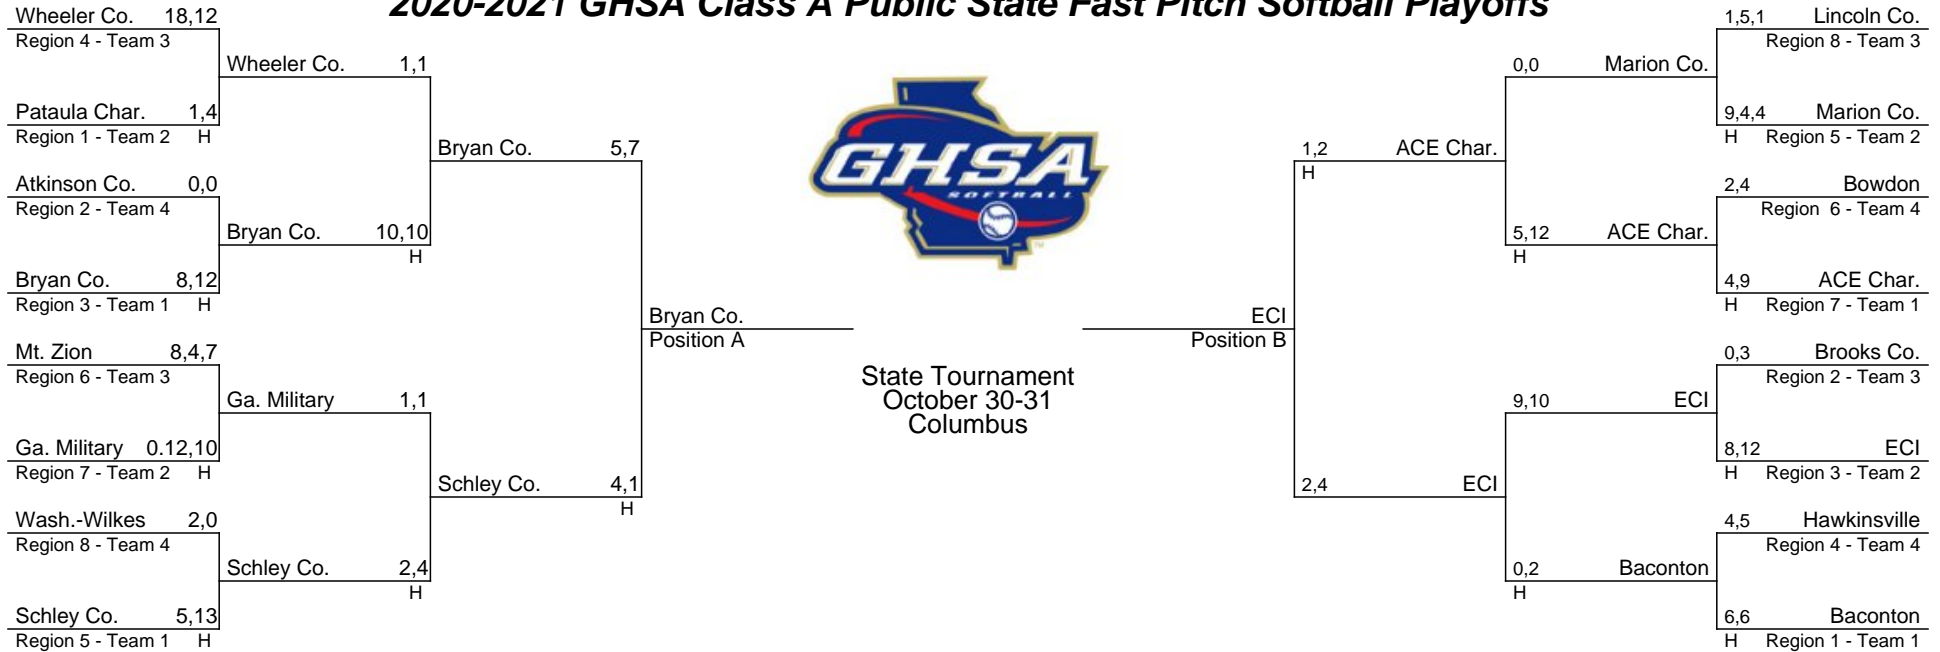 2020-2021 GHSA Class A Public State Fast Pitch Softball Playoffs
Wheeler Co. 18,12
Region 4 - Team 3
Wheeler Co. 1,1
Pataula Char. 1,4
Region 1 - Team 2 H
Bryan Co. 5,7
Atkinson Co. 0,0
Region 2 - Team 4
Bryan Co. 10,10
H
Bryan Co. 8,12
Region 3 - Team 1 H
Bryan Co.
Position A
Mt. Zion 8,4,7
Region 6 - Team 3
Ga. Military 1,1
Ga. Military 0.12,10
Region 7 - Team 2 H
Schley Co. 4,1
H
Wash.-Wilkes 2,0
Region 8 - Team 4
Schley Co. 2,4
H
Schley Co. 5,13
Region 5 - Team 1 H
GHSA
SOFTBALL
TM
State Tournament
October 30-31
Columbus
1,5,1 Lincoln Co.
Region 8 - Team 3
0,0 Marion Co.
9,4,4 Marion Co.
H Region 5 - Team 2
1,2 ACE Char.
H
2,4 Bowdon
Region 6 - Team 4
5,12 ACE Char.
H
4,9 ACE Char.
H Region 7 - Team 1
ECI
Position B
0,3 Brooks Co.
Region 2 - Team 3
9,10 ECI
8,12 ECI
H Region 3 - Team 2
2,4 ECI
4,5 Hawkinsville
Region 4 - Team 4
0,2 Baconton
H
6,6 Baconton
H Region 1 - Team 1